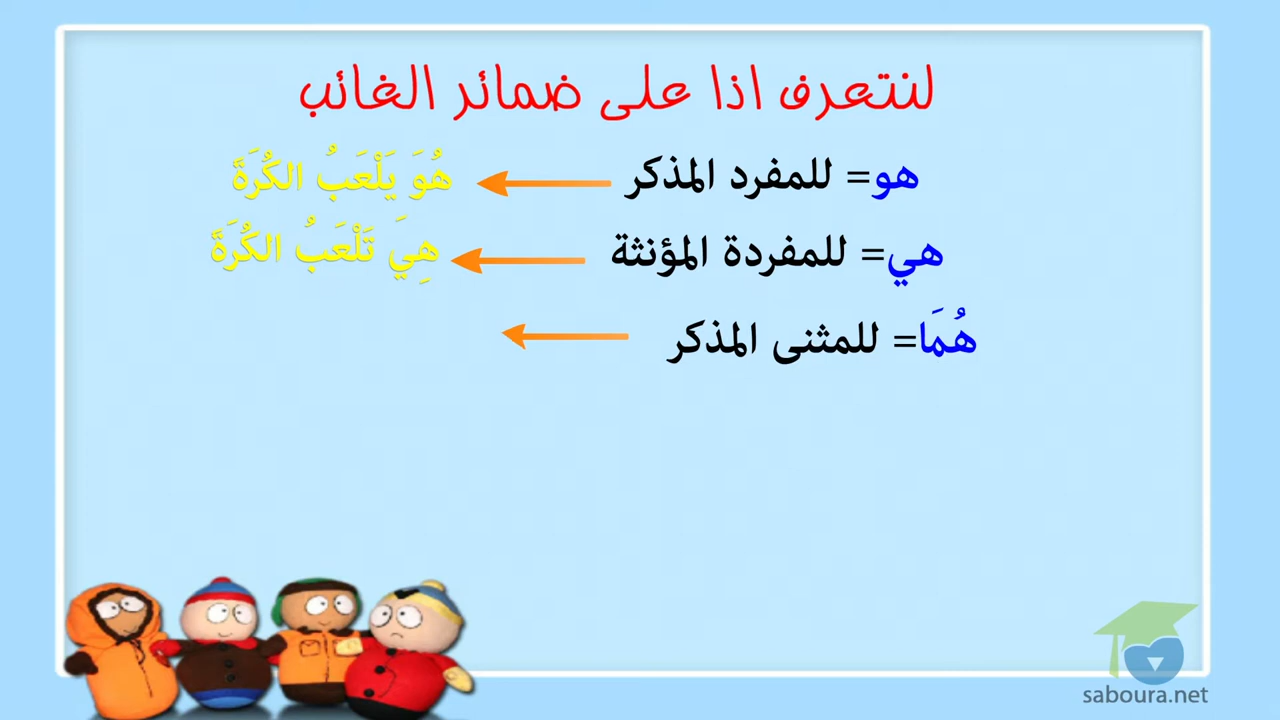 لنتعرف اذا على ضمائر الغائب
هو= للمفرد المذكر هُوَ يَلْعَبُ الكُرَةَ
هي= للمفردة المؤنثة هِيَ تَلْعَبُ الكُرَةَ
هُمَا= للمثنى المذكر
saboura.net